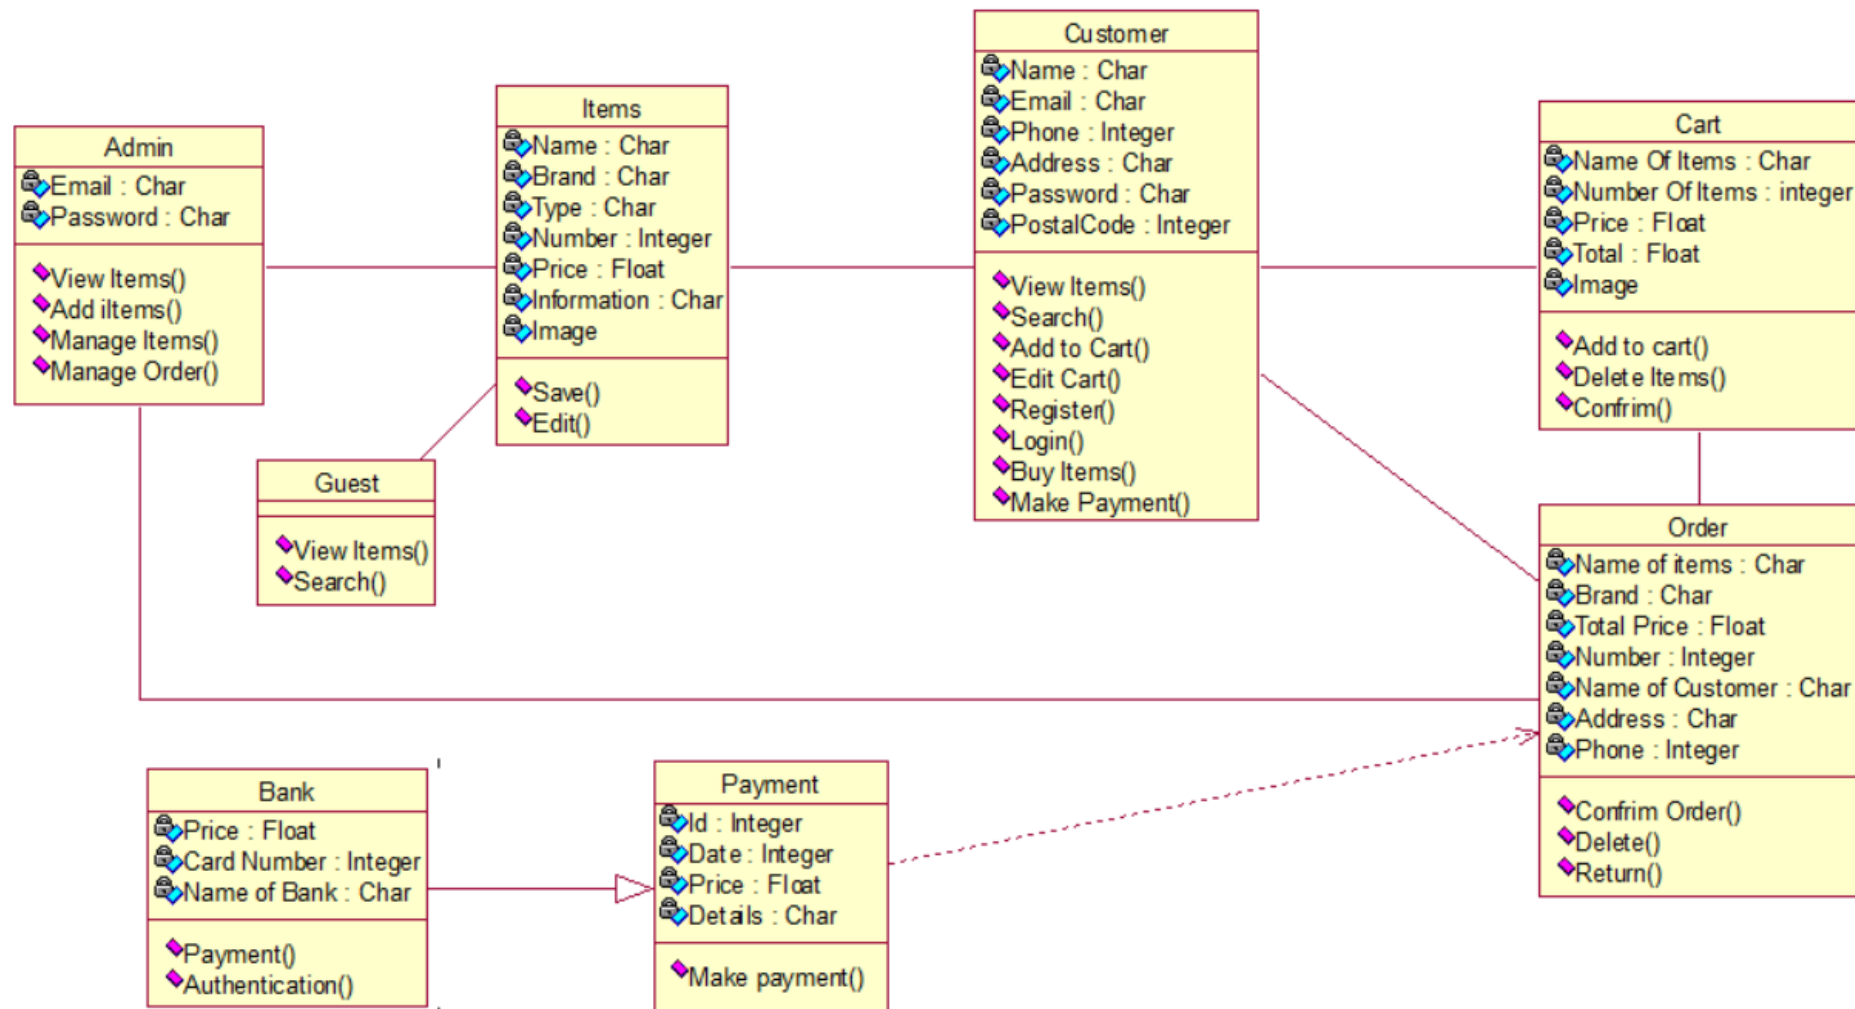 Admin
Email : Char
Password : Char
View Items()
Add iItems()
Manage Items()
Manage Order()
Items
Name : Char
Brand : Char
Type : Char
Number : Integer
Price : Float
Information : Char
Image
Save()
Edit()
Guest
View Items()
Search()
Customer
Name : Char
Email : Char
Phone : Integer
Address : Char
Password : Char
PostalCode : Integer
View Items()
Search()
Add to Cart()
Edit Cart()
Register()
Login()
Buy Items()
Make Payment()
Cart
Name Of Items : Char
Number Of Items : integer
Price : Float
Total : Float
Image
Add to cart()
Delete Items()
Confrim()
Order
Name of items : Char
Brand : Char
Total Price : Float
Number : Integer
Name of Customer : Char
Address : Char
Phone : Integer
Confrim Order()
Delete()
Return()
Bank
Price : Float
Card Number : Integer
Name of Bank : Char
Payment()
Authentication()
Payment
Id : Integer
Date : Integer
Price : Float
Details : Char
Make payment()